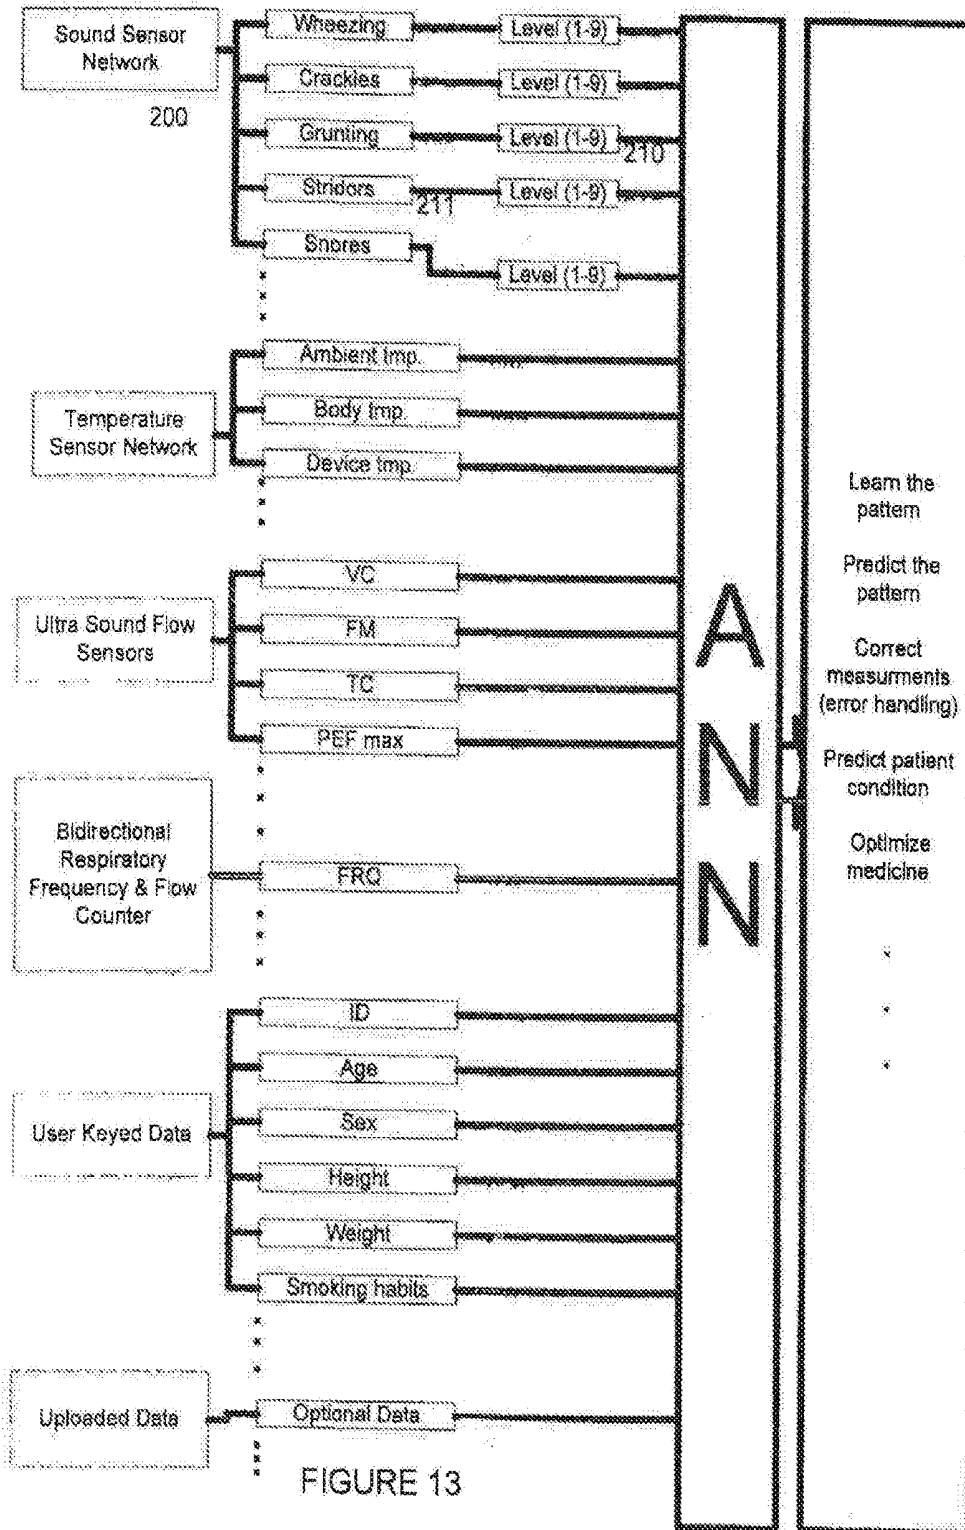 Sound Sensor
Network
200
Wheezing
Level (1-9)
Crackles
Level (1-9)
Grunting
Level (1-9)
210
Stridors
211
Level (1-9)
Snores
Level (1-9)
Temperature
Sensor Network
Ambient tmp.
Body tmp.
Device tmp.
Ultra Sound Flow
Sensors
VC
FM
TC
PEF max
Bidirectional
Respiratory
Frequency & Flow
Counter
FRQ
User Keyed Data
ID
Age
Sex
Height
Weight
Smoking habits
Uploaded Data
Optional Data
A
N
N
Learn the
pattern
Predict the
pattern
Correct
measurments
(error handling)
Predict patient
condition
Optimize
medicine
FIGURE 13